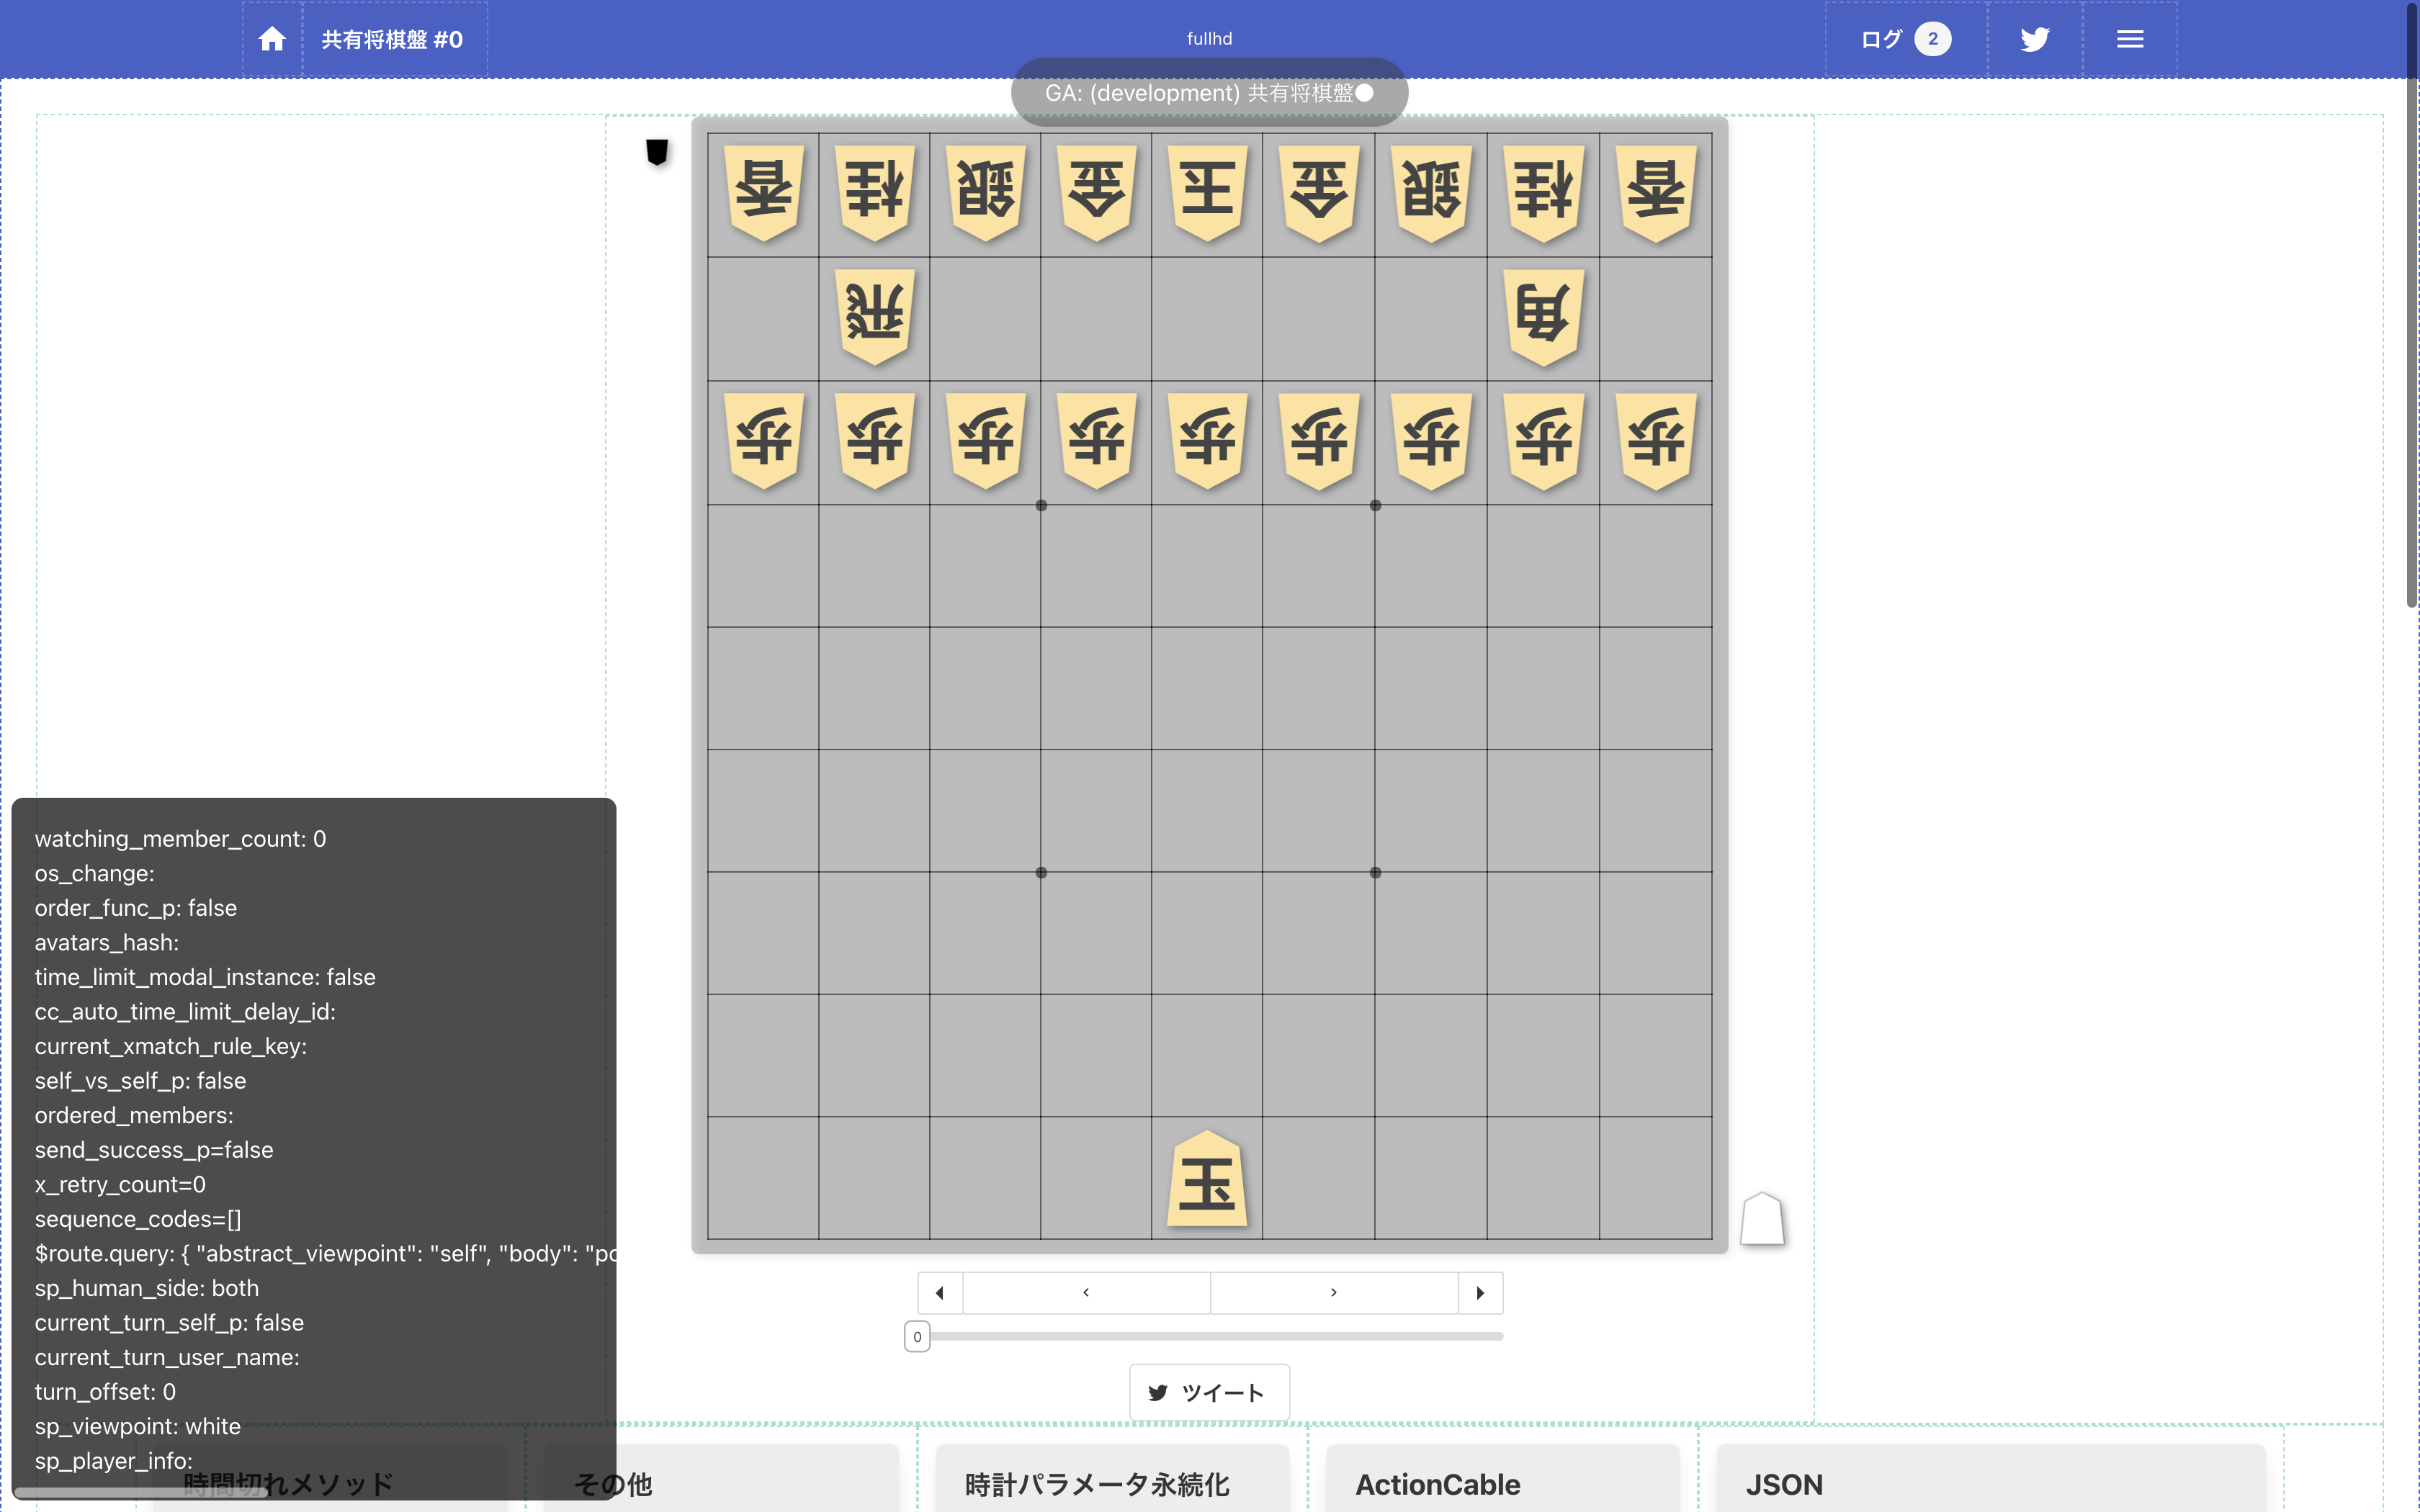 共有将棋盤 #0
fullhd
ログ 2
GA: (development) 共有将棋盤
香 桂 銀 金 玉 金 銀 桂 香
飛 角
歩 歩 歩 歩 歩 歩 歩 歩 歩
玉
watching_member_count: 0
os_change:
order_func_p: false
avatars_hash:
time_limit_modal_instance: false
cc_auto_time_limit_delay_id:
current_xmatch_rule_key:
self_vs_self_p: false
ordered_members:
send_success_p=false
x_retry_count=0
sequence_codes=[]
$route.query: { "abstract_viewpoint": "self", "body": "po
sp_human_side: both
current_turn_self_p: false
current_turn_user_name:
turn_offset: 0
sp_viewpoint: white
sp_player_info:
0
ツイート
時間切れメソッド
その他
時計パラメータ永続化
ActionCable
JSON